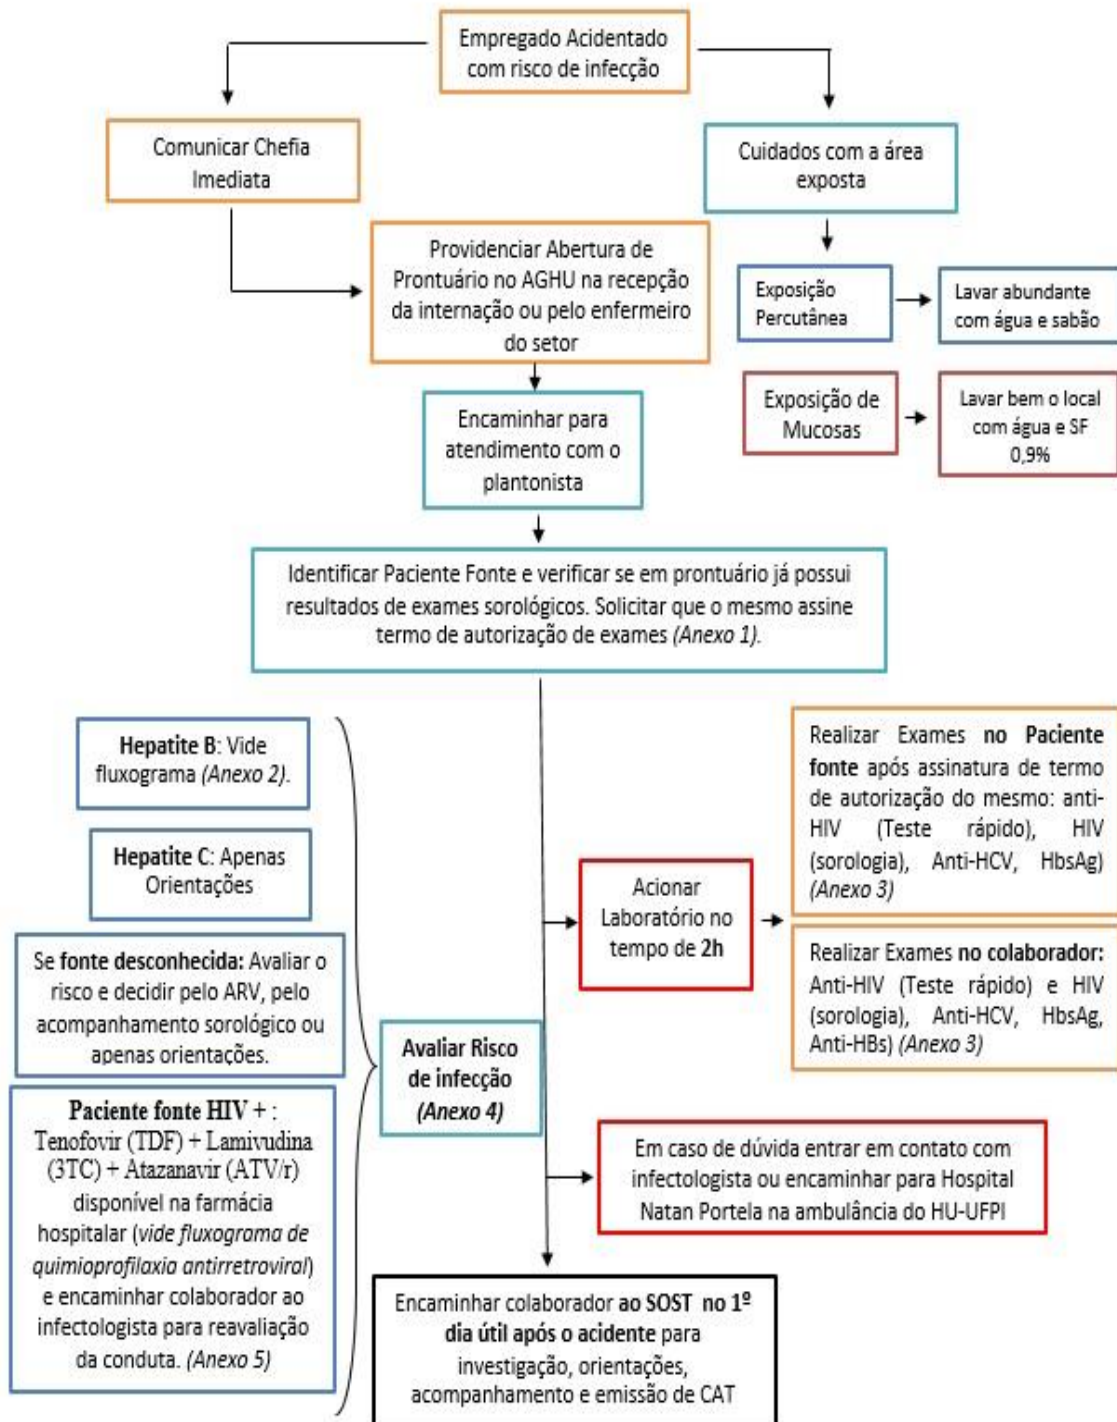 Empregado Acidentado
com risco de infecção
Comunicar Chefia
Imediata
Cuidados com a área
exposta
Providenciar Abertura de
Prontuário no AGHU na recepção
da internação ou pelo enfermeiro
do setor
Exposição
Percutânea
Lavar abundante
com água e sabão
Exposição de
Mucosas
Lavar bem o local
com água e SF
0,9%
Encaminhar para
atendimento com o
plantonista
Identificar Paciente Fonte e verificar se em prontuário já possui
resultados de exames sorológicos. Solicitar que o mesmo assine
termo de autorização de exames (Anexo 1).
Hepatite B: Vide
fluxograma (Anexo 2).
Hepatite C: Apenas
Orientações
Se fonte desconhecida: Avaliar o
risco e decidir pelo ARV, pelo
acompanhamento sorológico ou
apenas orientações.
Paciente fonte HIV + :
Tenofovir (TDF) + Lamivudina
(3TC) + Atazanavir (ATV/r)
disponível na farmácia
hospitalar (vide fluxograma de
quimioprofilaxia antirretroviral)
e encaminhar colaborador ao
infectologista para reavaliação
da conduta. (Anexo 5)
Avaliar Risco
de infecção
(Anexo 4)
Acionar
Laboratório no
tempo de 2h
Realizar Exames no Paciente
fonte após assinatura de termo
de autorização do mesmo: anti-
HIV (Teste rápido), HIV
(sorologia), Anti-HCV, HbsAg)
(Anexo 3)
Realizar Exames no colaborador:
Anti-HIV (Teste rápido) e HIV
(sorologia), Anti-HCV, HbsAg,
Anti-HBs) (Anexo 3)
Em caso de dúvida entrar em contato com
infectologista ou encaminhar para Hospital
Natan Portela na ambulância do HU-UFPI
Encaminhar colaborador ao SOST no 1º
dia útil após o acidente para
investigação, orientações,
acompanhamento e emissão de CAT